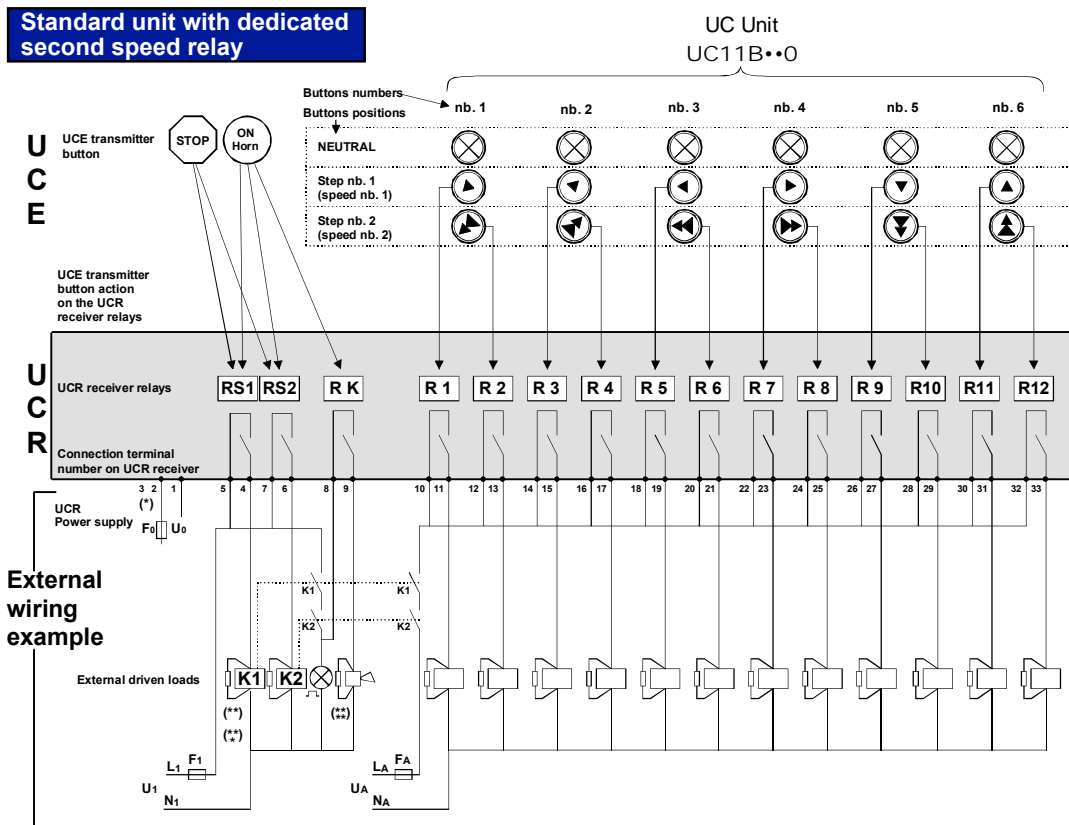 Standard unit with dedicated
second speed relay
UC Unit
UC11B••0
Buttons numbers
nb. 1 nb. 2 nb. 3 nb. 4 nb. 5 nb. 6
Buttons positions
UCE
UCE transmitter
button
STOP
ON
Horn
NEUTRAL
Step nb. 1
(speed nb. 1)
Step nb. 2
(speed nb. 2)
UCE transmitter
button action
on the UCR
receiver relays
UCR
UCR receiver relays
RS1 RS2 R K R 1 R 2 R 3 R 4 R 5 R 6 R 7 R 8 R 9 R10 R11 R12
Connection terminal
number on UCR receiver
3 2 1 5 4 7 6 8 9 10 11 12 13 14 15 16 17 18 19 20 21 22 23 24 25 26 27 28 29 30 31 32 33
(*)
UCR
Power supply
F0 U0
External
wiring
example
K1 K1
K2 K2
External driven loads
K1 K2
(**) (**
**)
(**
*)
L1 F1 LA FA
U1 UA
N1 NA